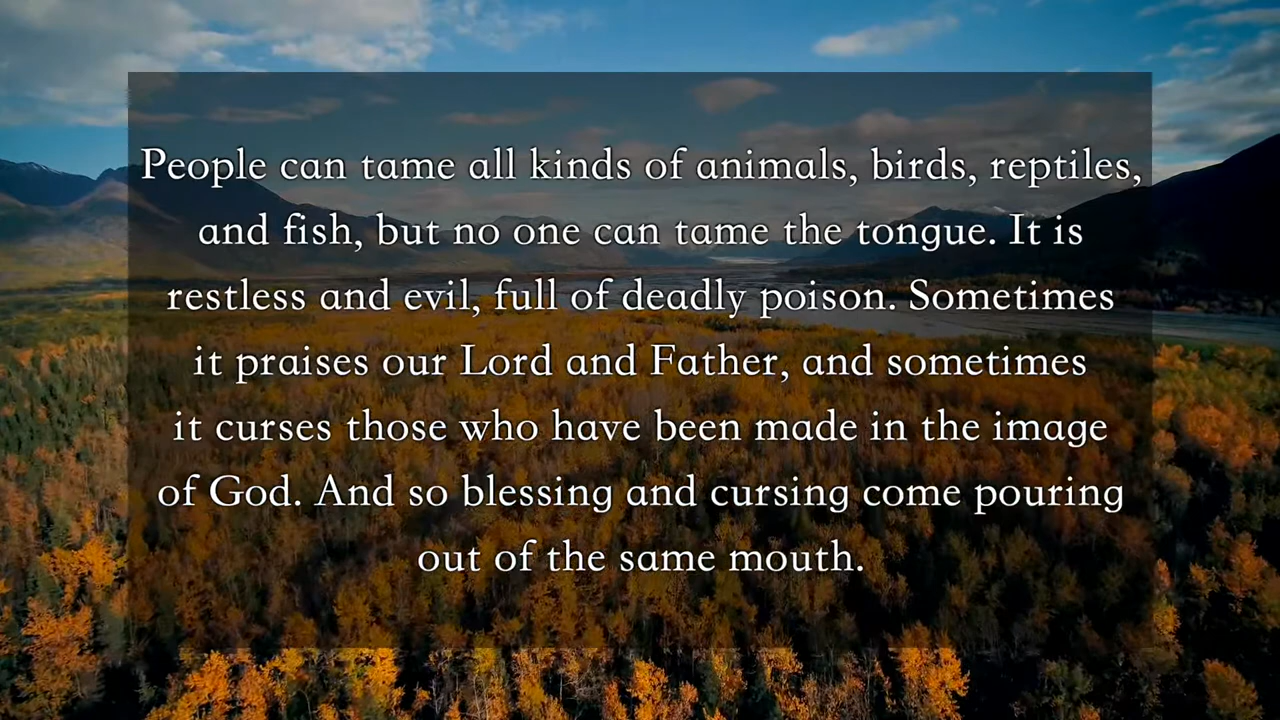 People can tame all kinds of animals, birds, reptiles,
and fish, but no one can tame the tongue. It is
restless and evil, full of deadly poison. Sometimes
it praises our Lord and Father, and sometimes
it curses those who have been made in the image
of God. And so blessing and cursing come pouring
out of the same mouth.